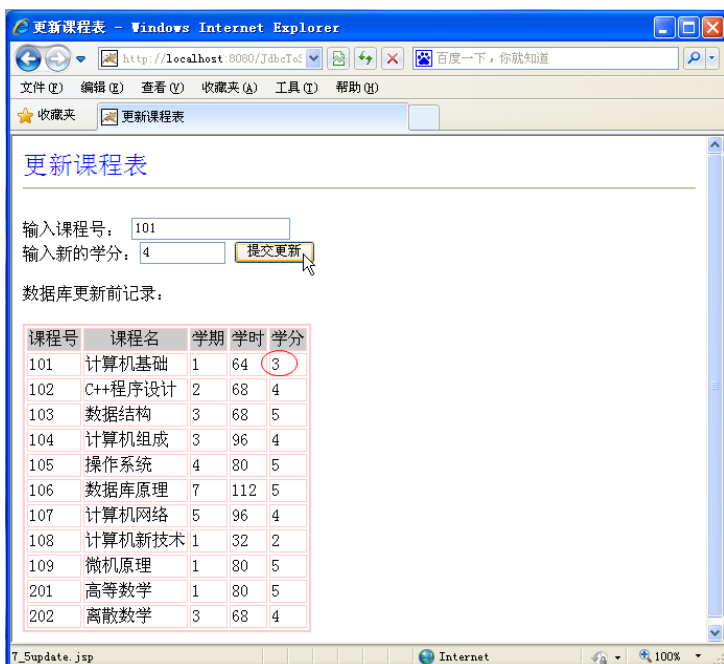 更新课程表 - Windows Internet Explorer
http://localhost:8080/JdbcToS
百度一下，你就知道
文件(F) 编辑(E) 查看(V) 收藏夹(A) 工具(T) 帮助(H)
收藏夹 更新课程表
更新课程表
输入课程号： 101
输入新的学分： 4 提交更新
数据库更新前记录：
课程号 课程名 学期 学时 学分
101 计算机基础 1 64 3
102 C++程序设计 2 68 4
103 数据结构 3 68 5
104 计算机组成 3 96 4
105 操作系统 4 80 5
106 数据库原理 7 112 5
107 计算机网络 5 96 4
108 计算机新技术 1 32 2
109 微机原理 1 80 5
201 高等数学 1 80 5
202 离散数学 3 68 4
7_5update.jsp Internet 100%